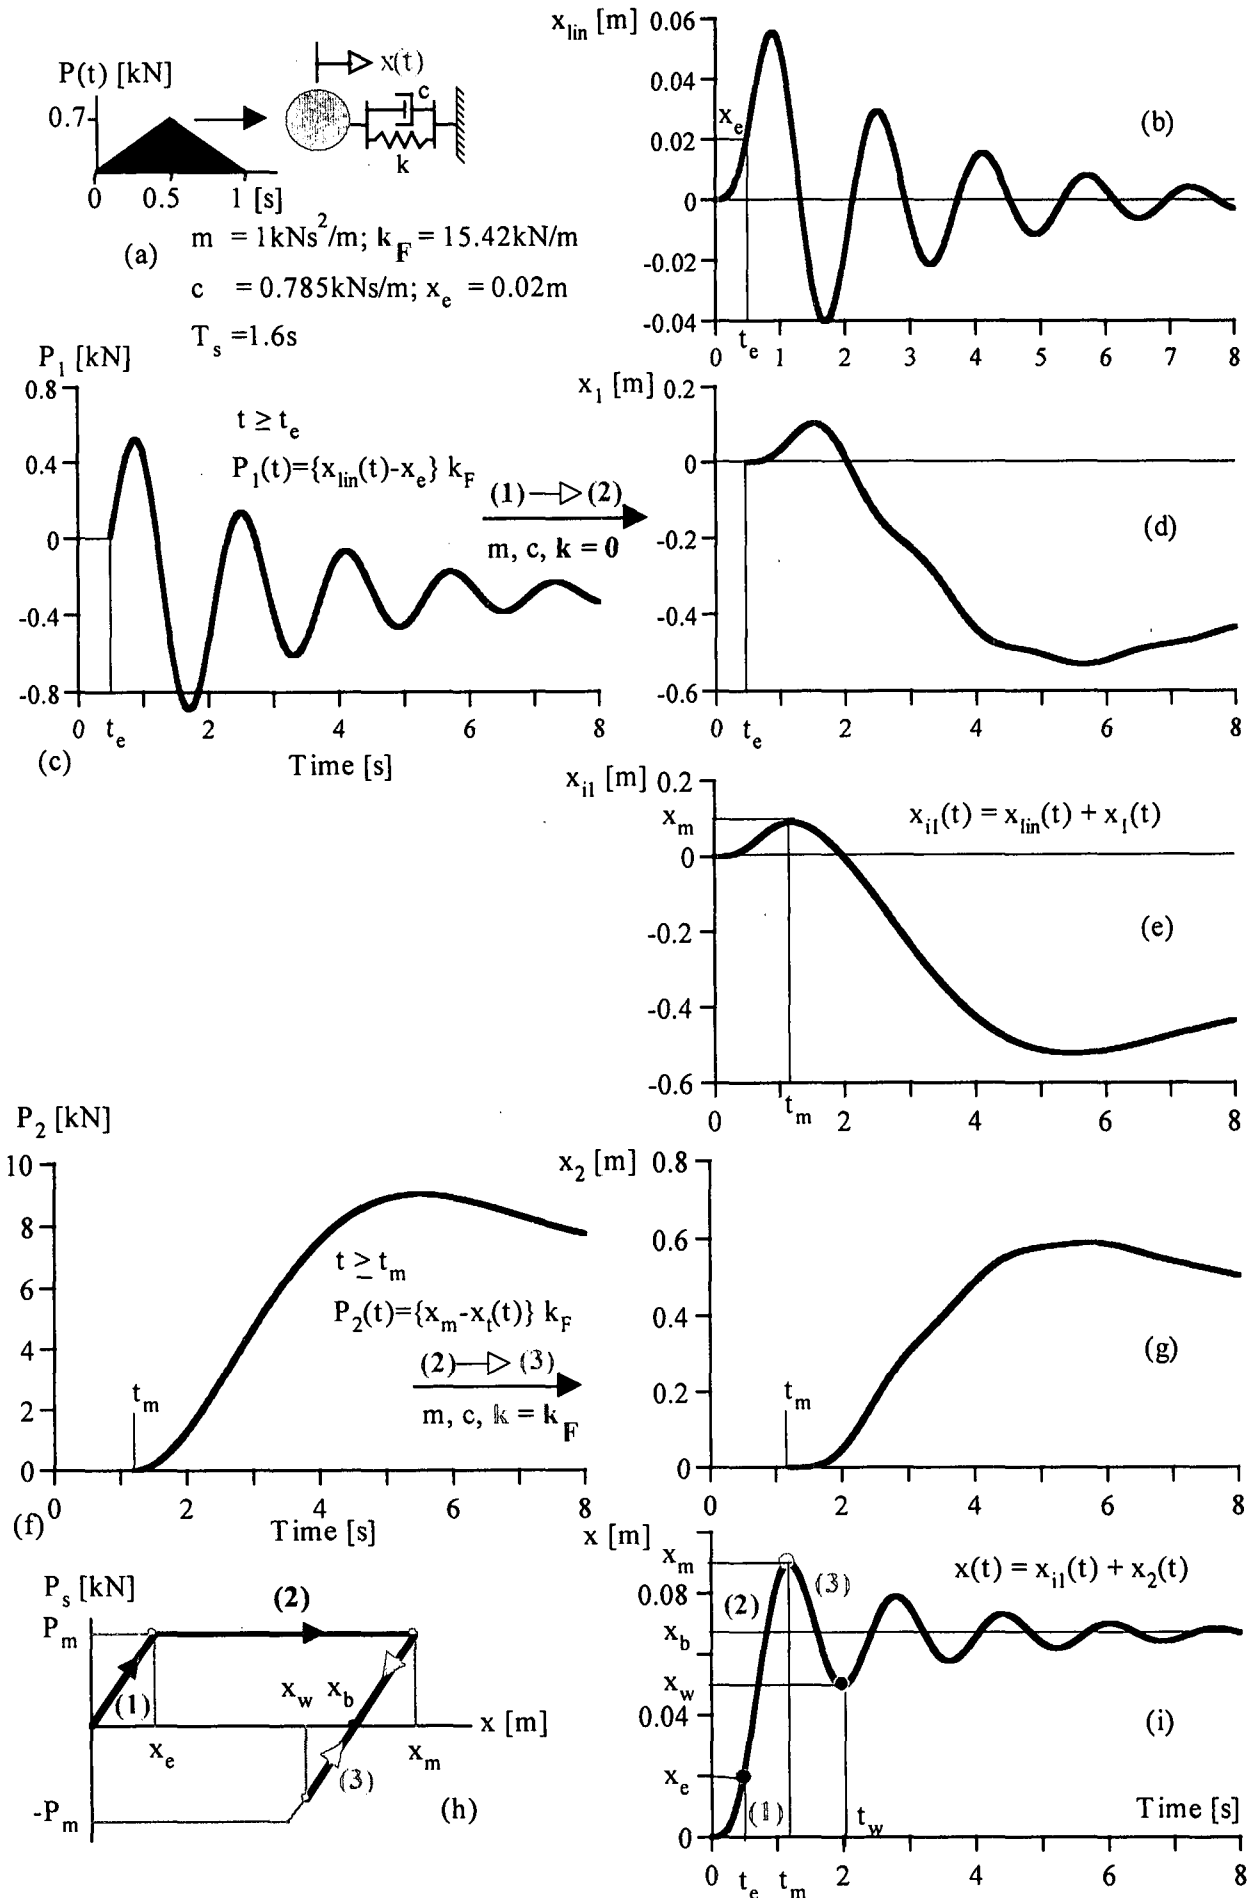 P(t) [kN]
0.7
0 0.5 1 [s]
x(t)
c
k
(a)
m = 1kNs²/m; k_F = 15.42kN/m
c = 0.785kNs/m; x_e = 0.02m
T_s =1.6s
x_lin [m]
0.06
0.04
x_e
0.02
0
-0.02
-0.04
0 t_e 1 2 3 4 5 6 7 8
(b)
P_1 [kN]
0.8
0.4
0
-0.4
-0.8
t ≥ t_e
P_1(t)={x_lin(t)-x_e} k_F
0 t_e 2 4 6 8
(c)
Time [s]
(1)—▷(2)
m, c, k = 0
x_1 [m]
0.2
0
-0.2
-0.4
-0.6
0 t_e 2 4 6 8
(d)
x_i1 [m]
0.2
x_m
0
-0.2
-0.4
-0.6
x_i1(t) = x_lin(t) + x_1(t)
(e)
0 t_m 2 4 6 8
P_2 [kN]
10
8
6
4
2
0
t ≥ t_m
P_2(t)={x_m-x_t(t)} k_F
(2)—▷ (3)
m, c, k = k_F
t_m
0 2 4 6 8
(f)
Time [s]
x_2 [m]
0.8
0.6
0.4
0.2
0
t_m
(g)
0 2 4 6 8
P_s [kN]
P_m
-P_m
(1)
(2)
(3)
x_e
x_w x_b
x_m
x [m]
(h)
x [m]
x_m
0.08
x_b
x_w
0.04
x_e
0
x(t) = x_i1(t) + x_2(t)
(2)
(3)
(1)
t_w
(i)
Time [s]
0 t_e t_m 2 4 6 8